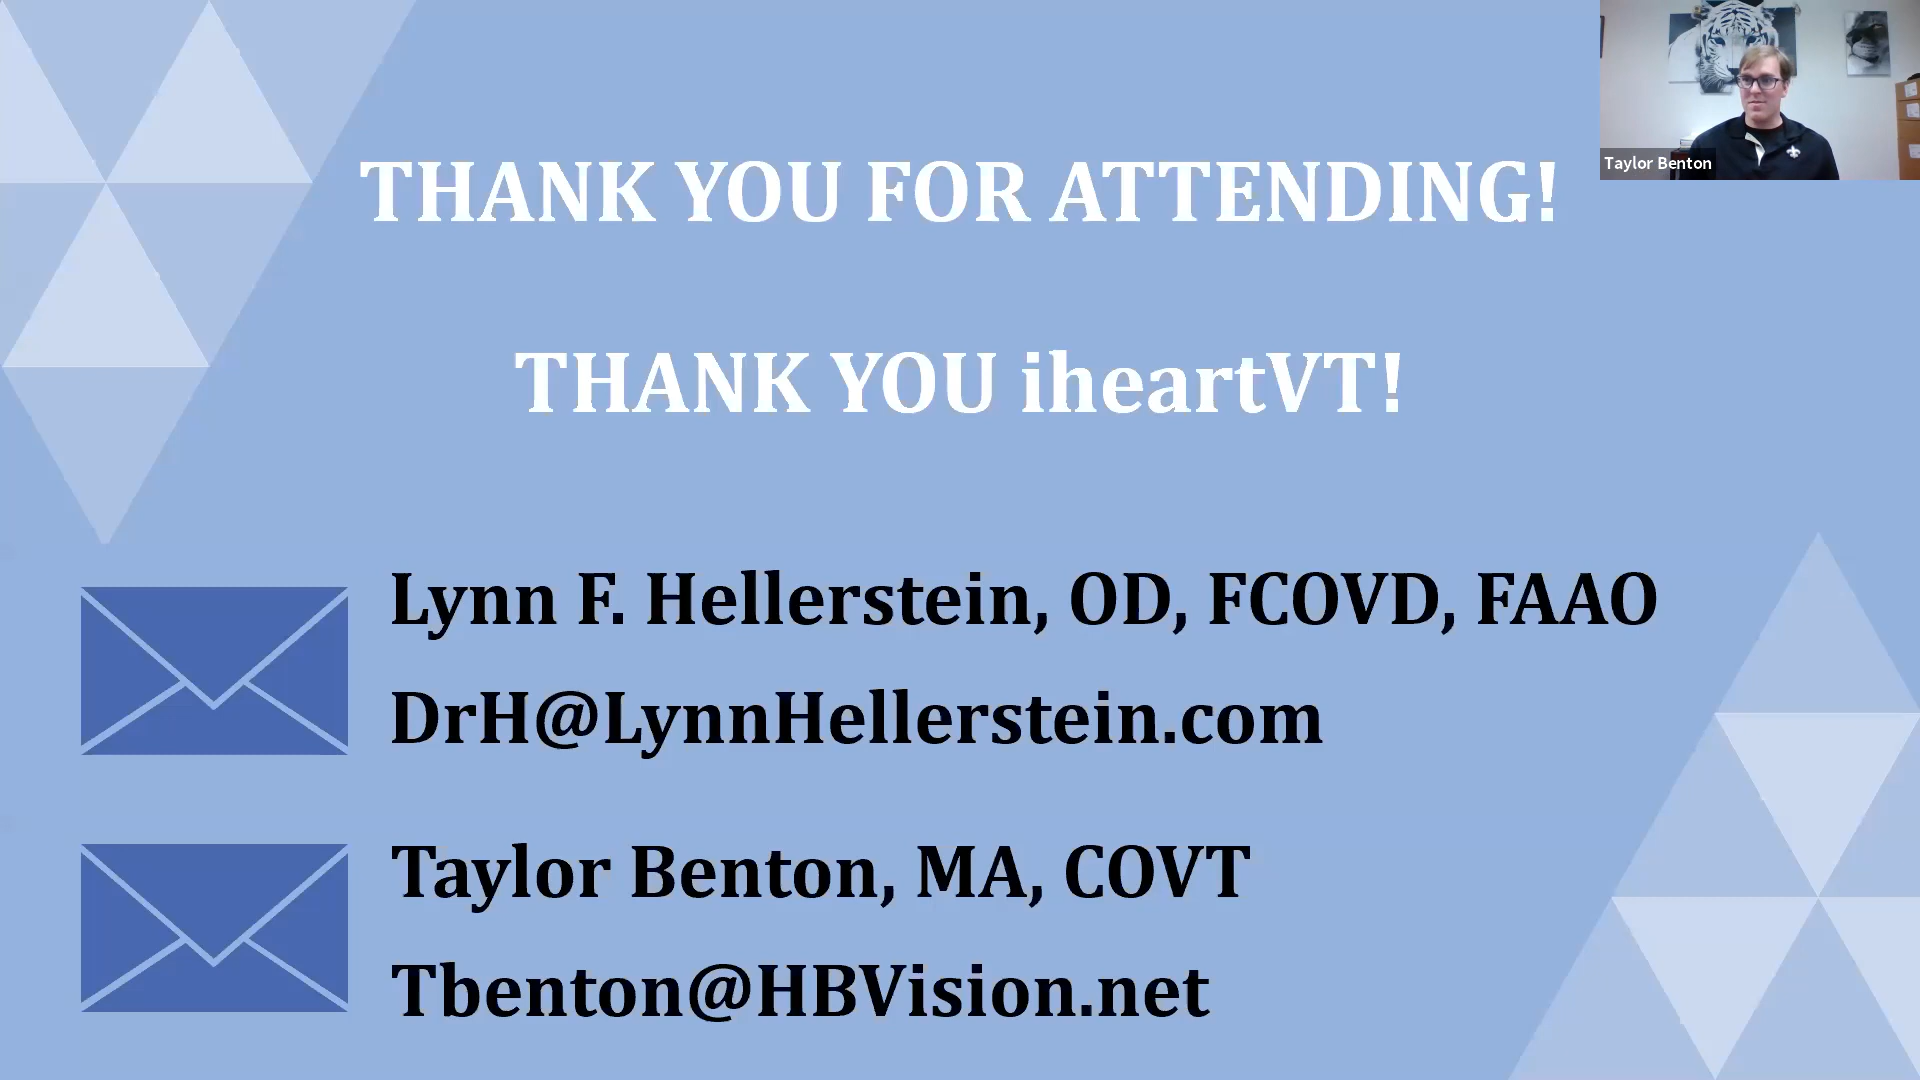 THANK YOU FOR ATTENDING!
Taylor Benton
THANK YOU iheartVT!
Lynn F. Hellerstein, OD, FCOVD, FAAO
DrH@LynnHellerstein.com
Taylor Benton, MA, COVT
Tbenton@HBVision.net